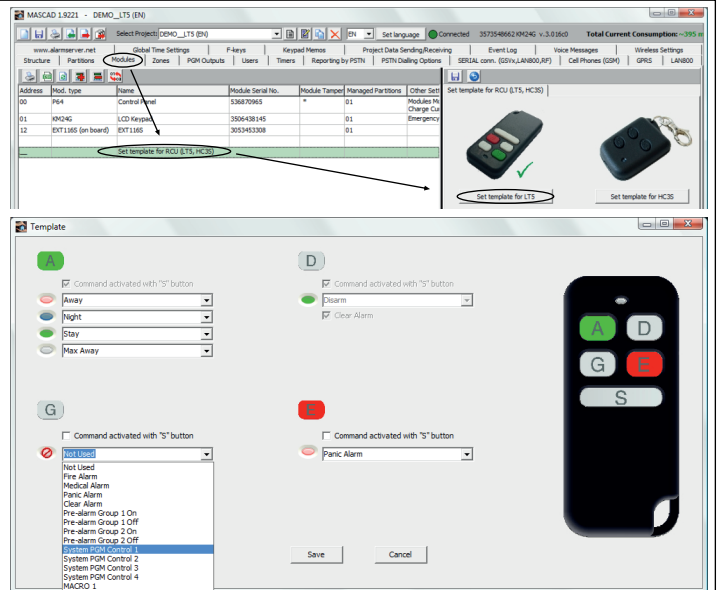 MASCAD 1.9221 - DEMO__LT5 (EN)
Select Project: DEMO__LT5 (EN) EN Set language Connected 3573548662 KM24G v.3.016c0 Total Current Consumption: ~395 m
www.alarmserver.net Global Time Settings F-keys Keypad Memos Project Data Sending/Receiving Event Log Voice Messages Wireless Settings
Structure Partitions Modules Zones PGM Outputs Users Timers Reporting by PSTN PSTN Dialling Options SERIAL conn. (GSVx,LAN800,RF) Cell Phones (GSM) GPRS LAN800
Address Mod. type Name Module Serial No. Module Tamper Managed Partitions Other Sett
00 P64 Control Panel 536870965 * 01 Modules Mo
Charge Cur
01 KM24G LCD Keypad 3506438145 01 Emergency
12 EXT116S (on board) EXT116S 3053453308 01
__ Set template for RCU (LT5, HC3S)
Set template for RCU (LT5, HC3S)
Set template for LT5 Set template for HC3S
Template
A
Command activated with "S" button
Away
Night
Stay
Max Away
D
Command activated with "S" button
Disarm
Clear Alarm
G
Command activated with "S" button
Not Used
Not Used
Fire Alarm
Medical Alarm
Panic Alarm
Clear Alarm
Pre-alarm Group 1 On
Pre-alarm Group 1 Off
Pre-alarm Group 2 On
Pre-alarm Group 2 Off
System PGM Control 1
System PGM Control 2
System PGM Control 3
System PGM Control 4
MACRO 1
E
Command activated with "S" button
Panic Alarm
Save Cancel
A D
G E
S